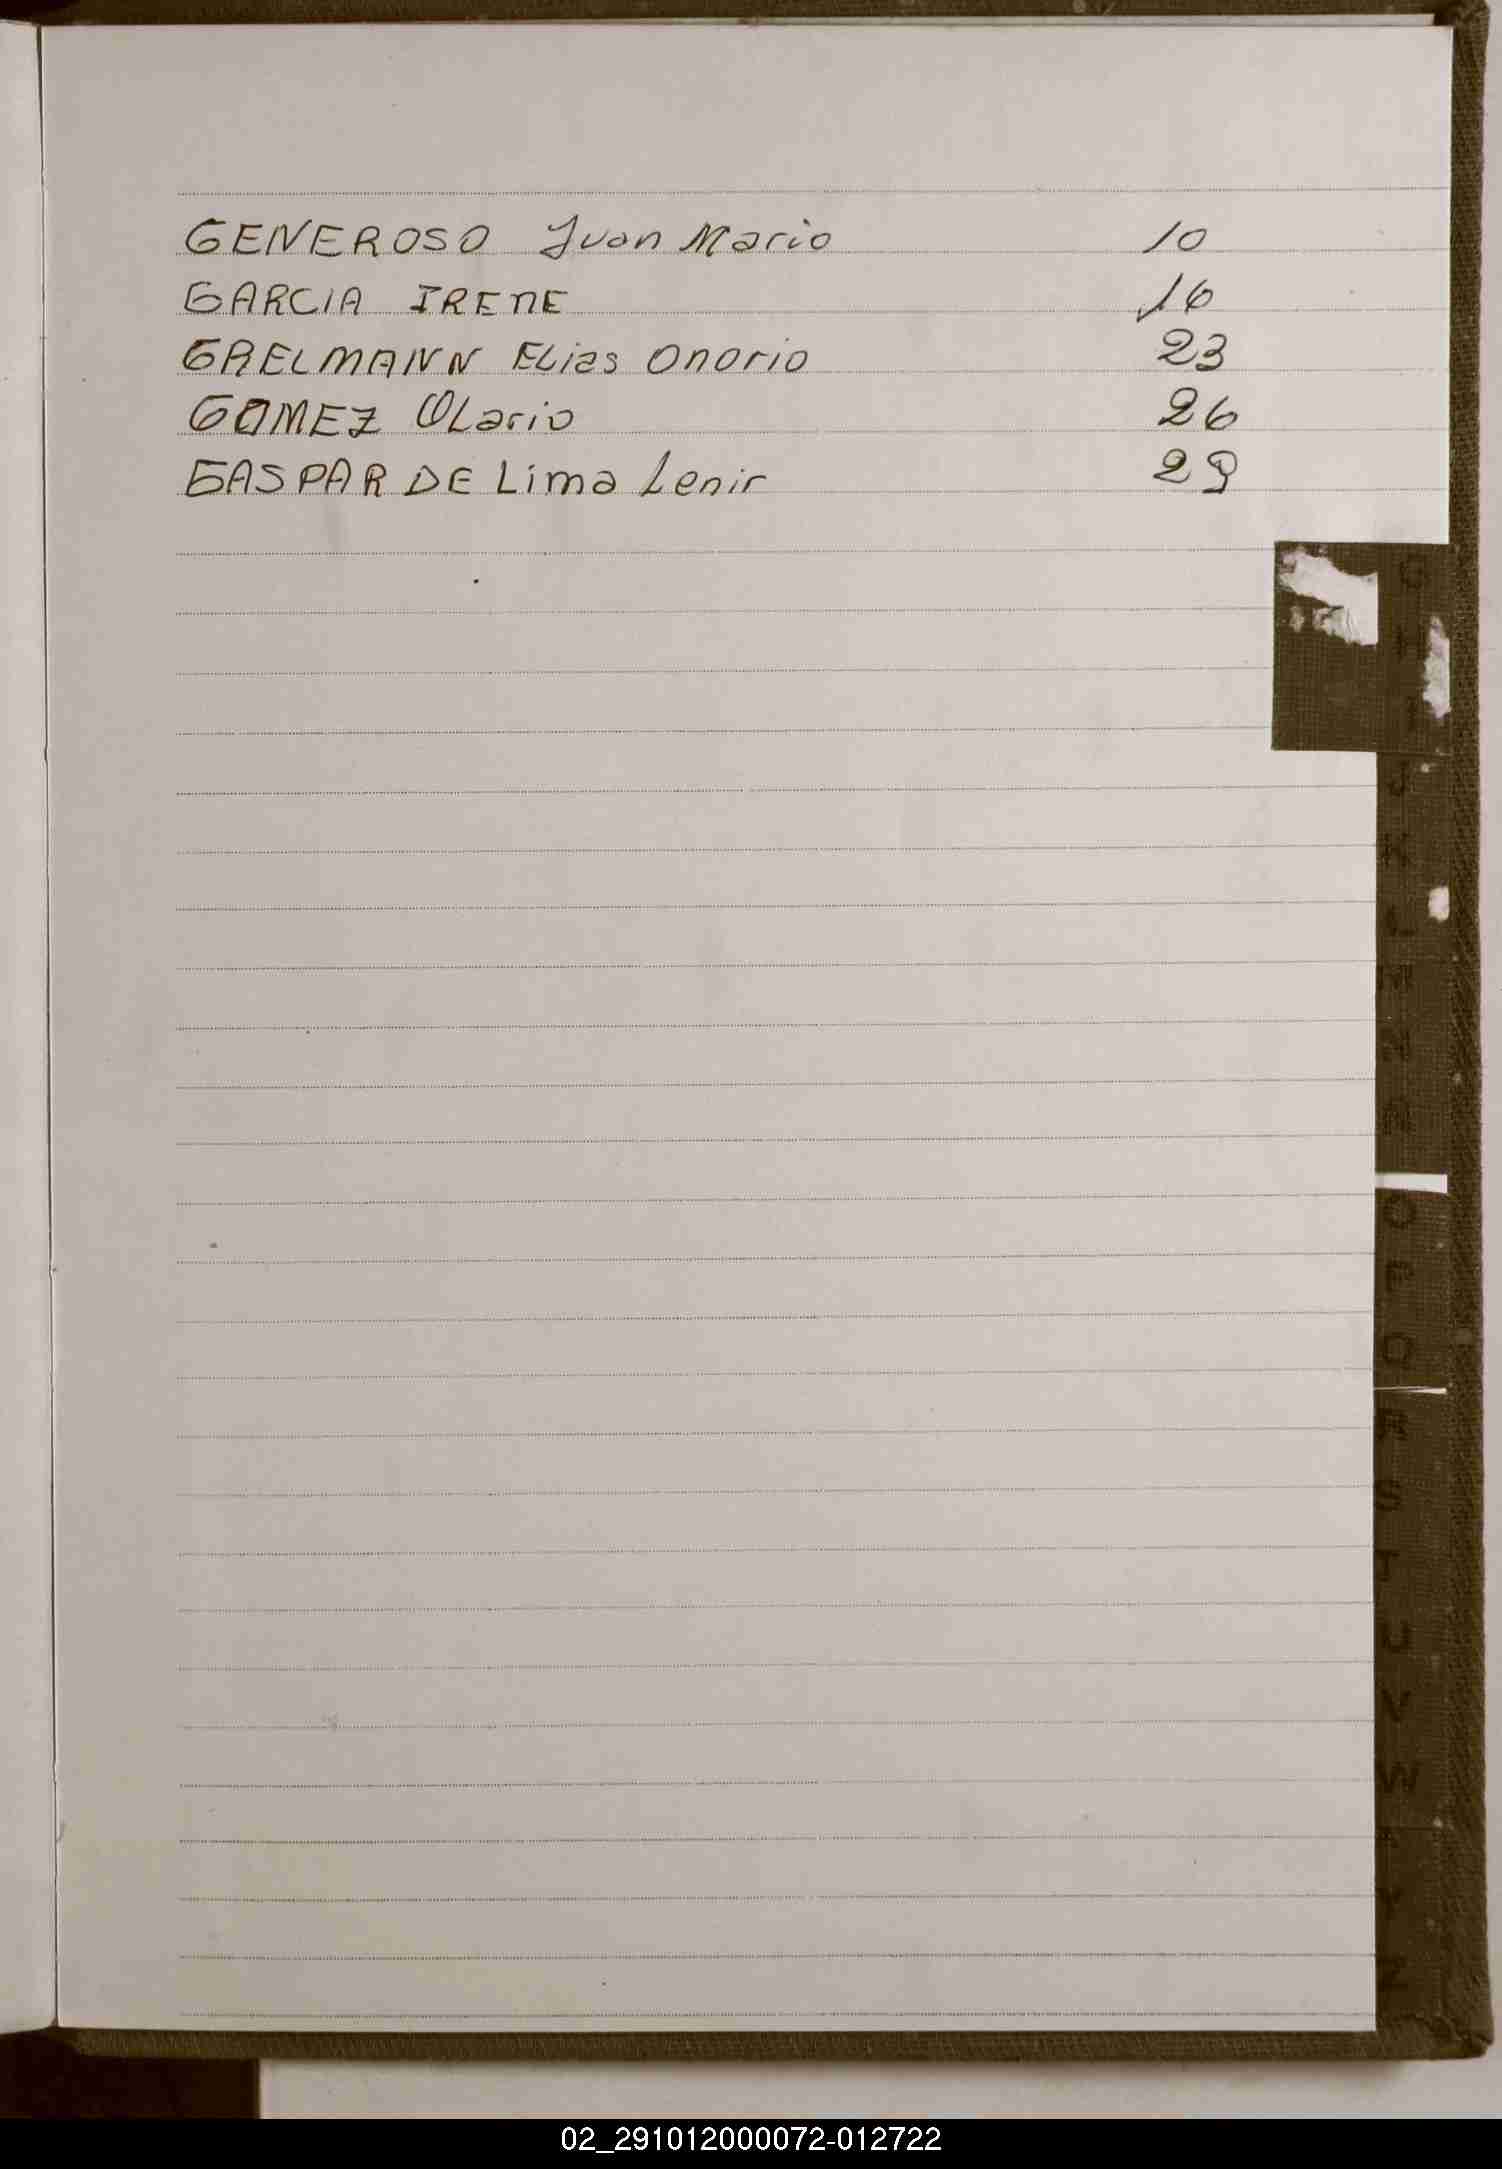 GENEROSO Juan Mario 10
GARCIA IRENE 16
GRELMANN ELias Onorio 23
GOMEZ OLario 26
GASPAR DE Lima Lenir 29
G
H
I
J
K
L
M
N
Ñ
O
P
Q
R
S
T
U
V
W
Y
Z
02_291012000072-012722